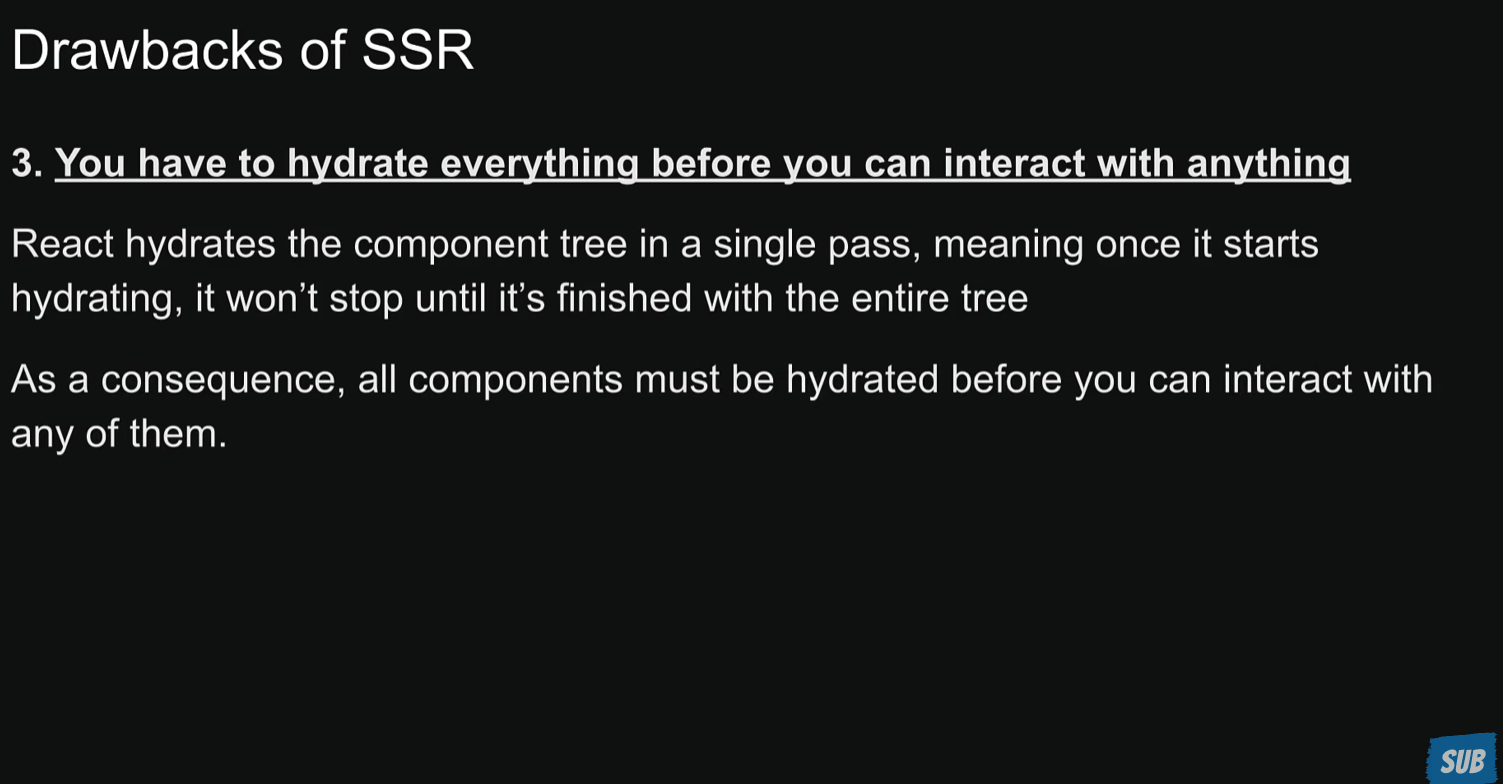 Drawbacks of SSR
3. You have to hydrate everything before you can interact with anything
React hydrates the component tree in a single pass, meaning once it starts
hydrating, it won’t stop until it’s finished with the entire tree
As a consequence, all components must be hydrated before you can interact with
any of them.
SUB